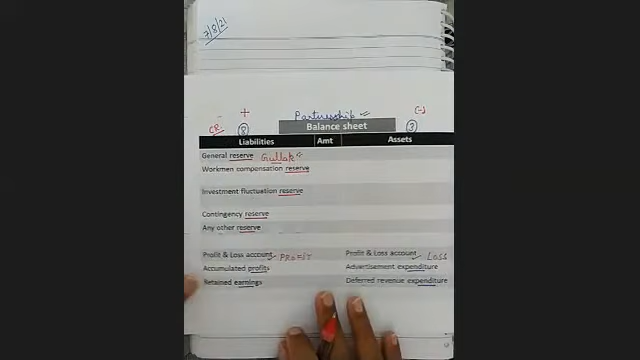 7/8/21
- + Partnership (-)
CR 8 Balance sheet 3
Liabilities Amt Assets
General reserve Gullak
Workmen compensation reserve
Investment fluctuation reserve
Contingency reserve
Any other reserve
Profit & Loss account PROFIT Profit & Loss account LOSS
Accumulated profits Advertisement expenditure
Retained earnings Deferred revenue expenditure